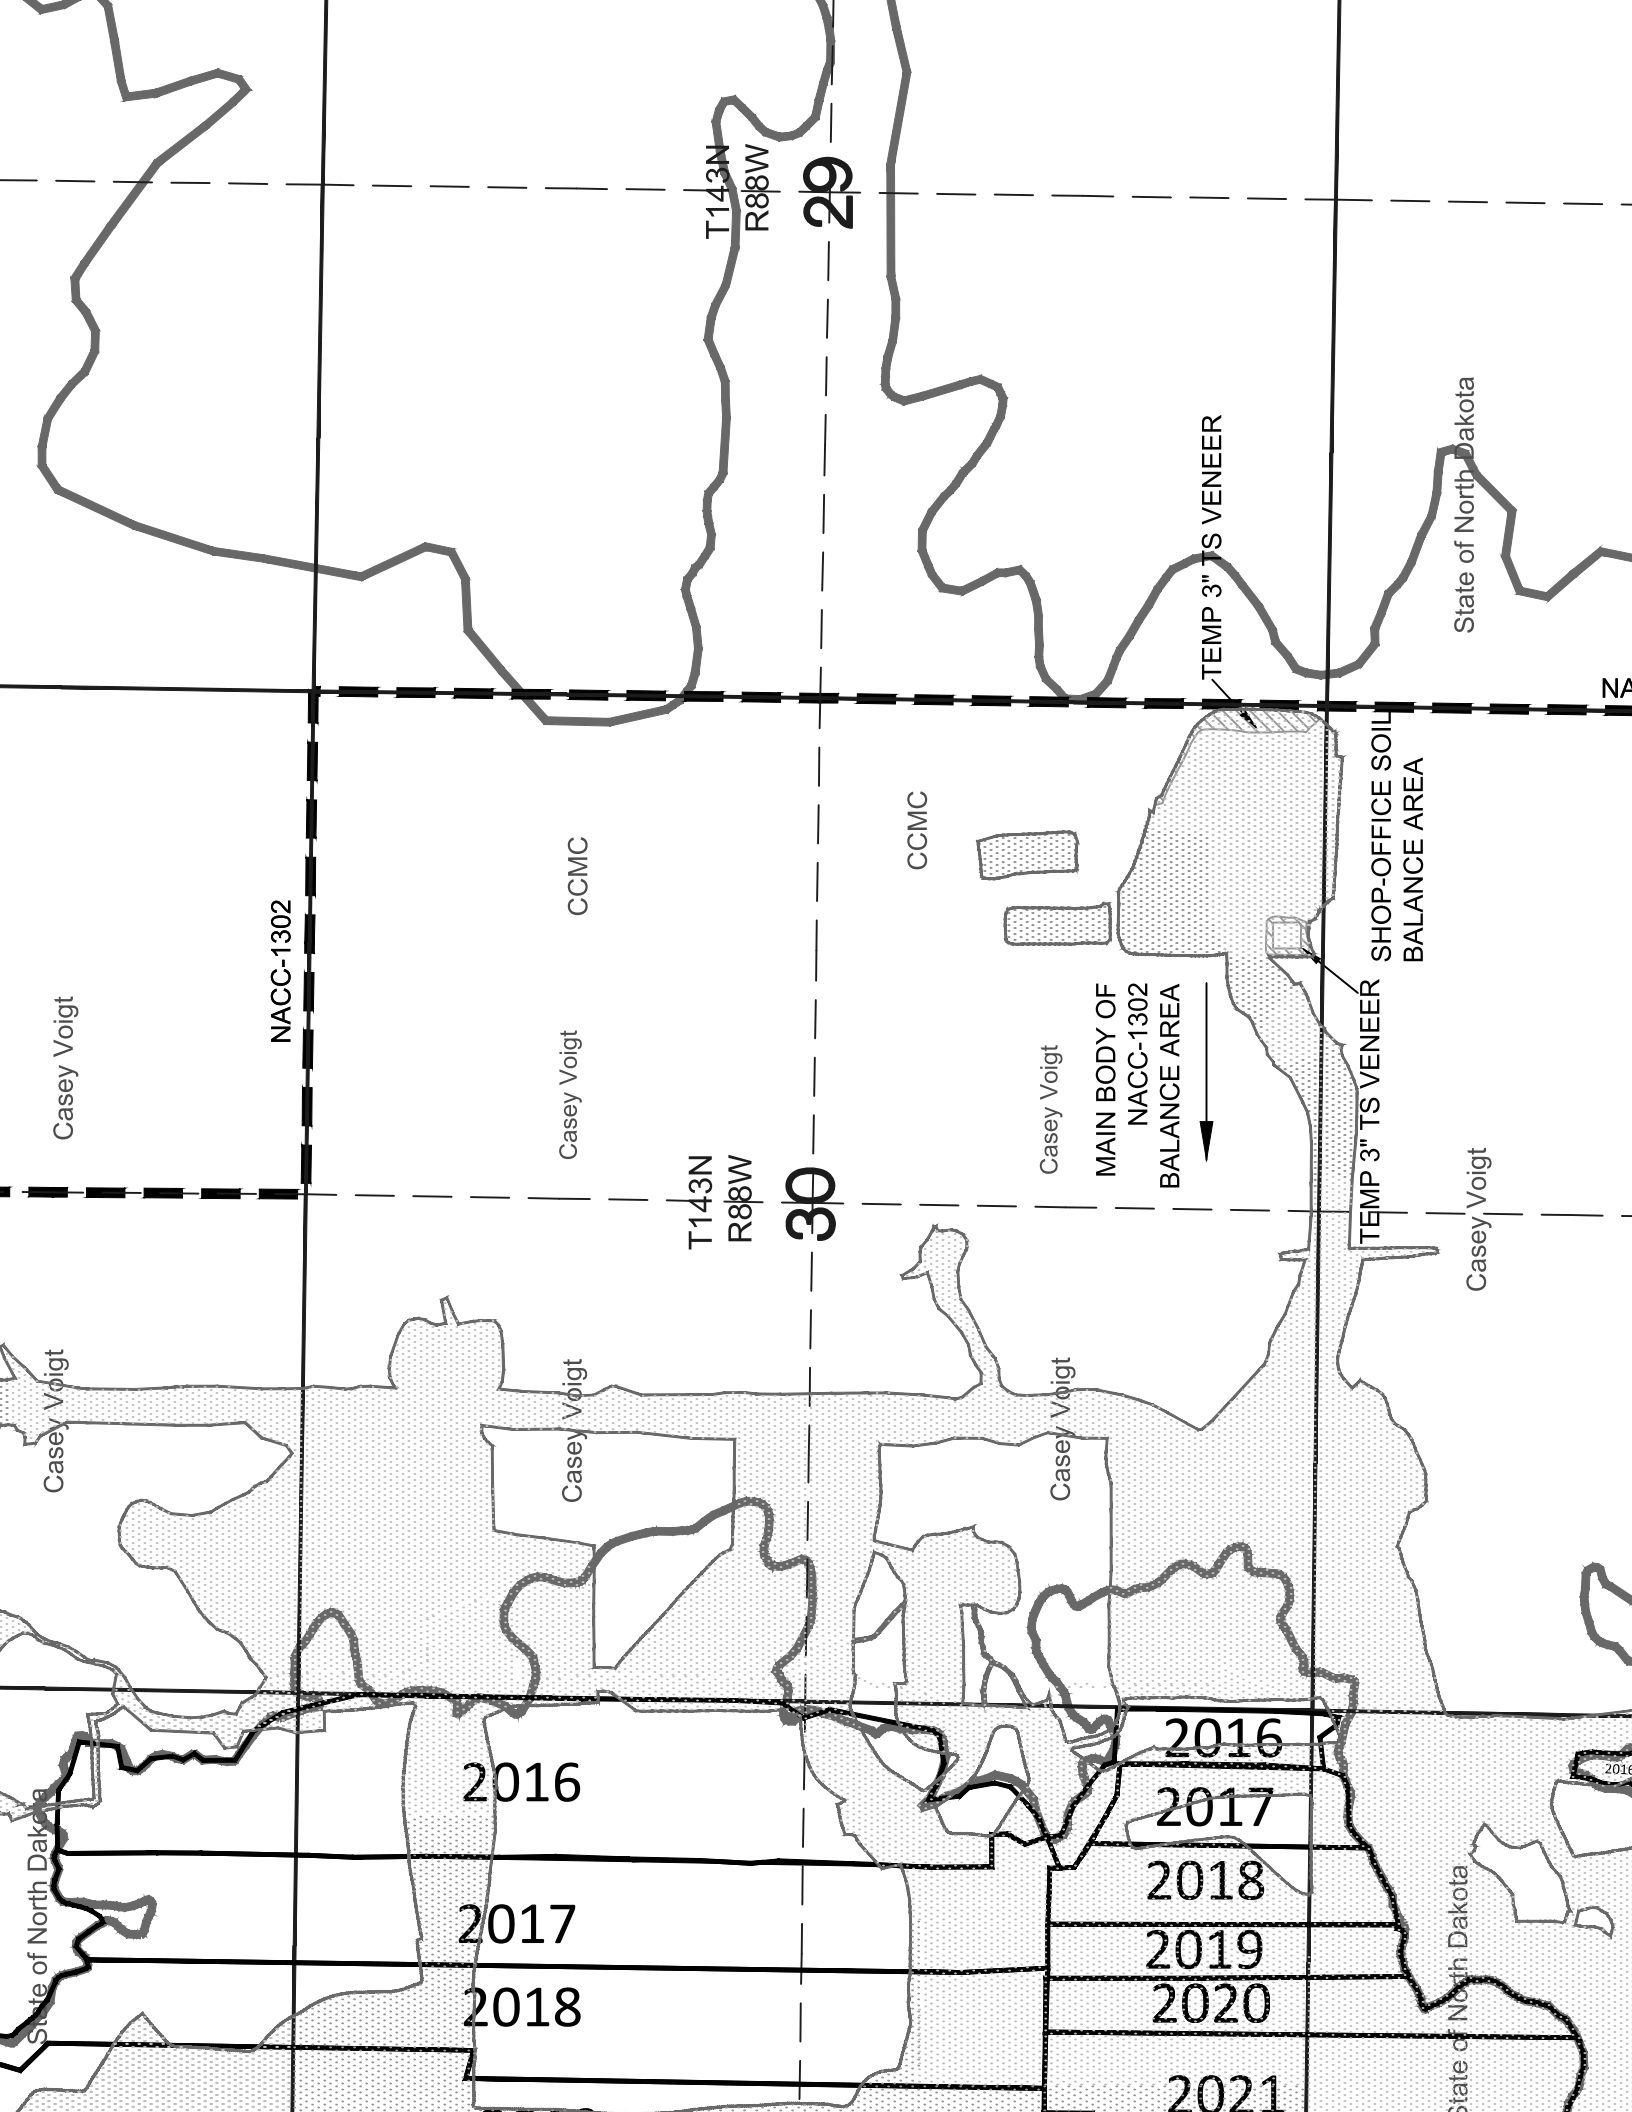 T143N
R88W
29
State of North Dakota
TEMP 3" TS VENEER
NA
SHOP-OFFICE SOIL
BALANCE AREA
CCMC
CCMC
NACC-1302
Casey Voigt
Casey Voigt
Casey Voigt
MAIN BODY OF
NACC-1302
BALANCE AREA
TEMP 3" TS VENEER
Casey Voigt
T143N
R88W
30
Casey Voigt
Casey Voigt
Casey Voigt
2016
2017
2018
2016
2017
2018
2019
2020
2021
2016
State of North Dakota
State of North Dakota